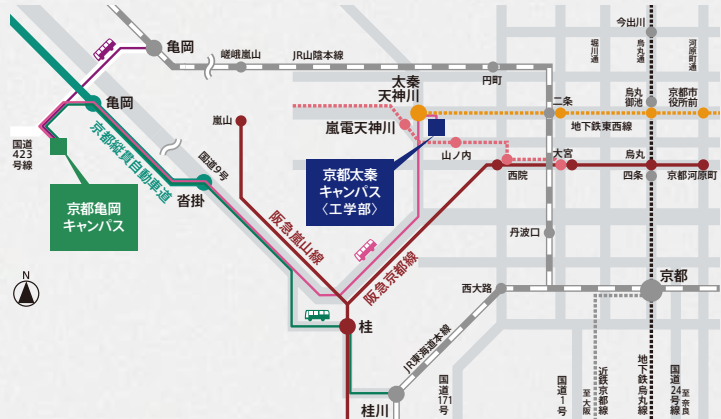 今出川
堀川通
烏丸通
河原町通
亀岡
嵯峨嵐山
JR山陰本線
円町
太秦
天神川
二条
烏丸
御池
京都市
役所前
地下鉄東西線
亀岡
嵐山
嵐電天神川
山ノ内
大宮
烏丸
西院
四条
京都河原町
国道
423
号線
京都縦貫自動車道
国道9号
沓掛
京都亀岡
キャンパス
京都太秦
キャンパス
〈工学部〉
阪急嵐山線
阪急京都線
丹波口
N
西大路
京都
桂
JR東海道本線
桂川
国道171号
国道1号
至大阪
近鉄京都線
地下鉄烏丸線
国道24号線
至奈良